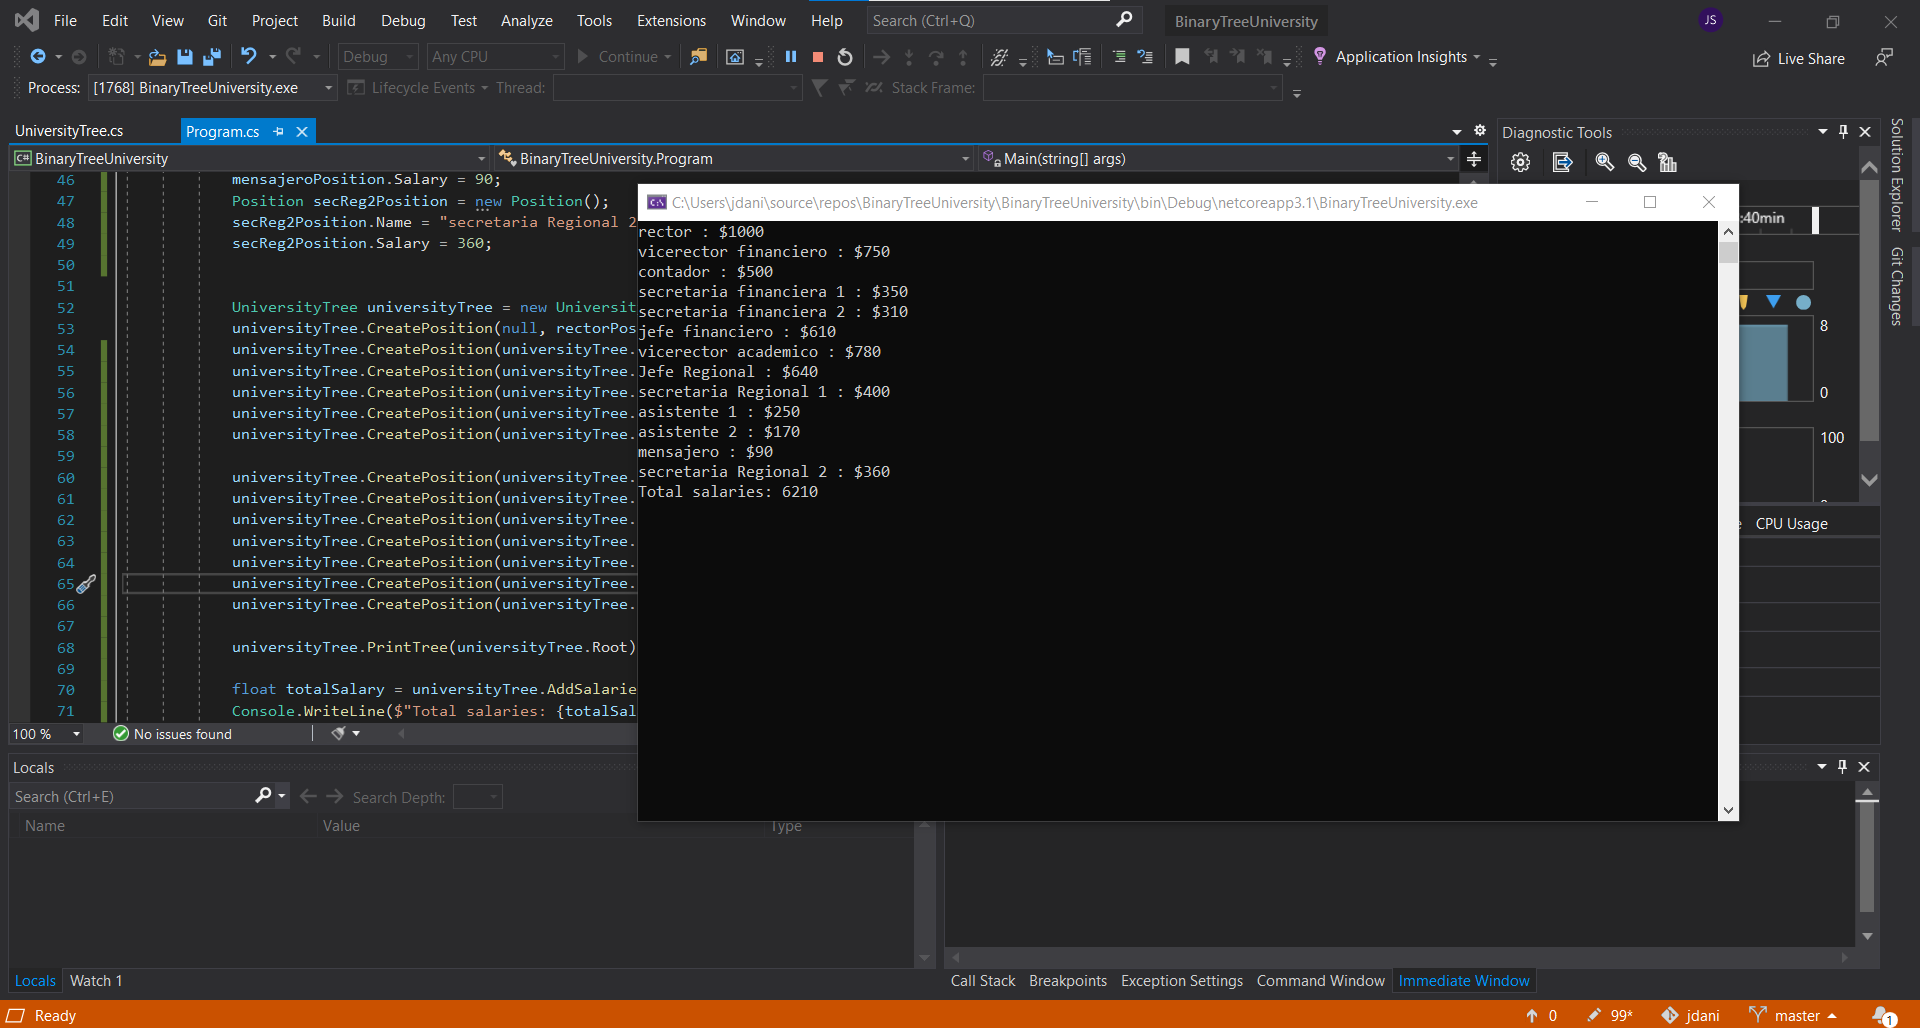 File Edit View Git Project Build Debug Test Analyze Tools Extensions Window Help Search (Ctrl+Q) BinaryTreeUniversity JS
Debug Any CPU Continue Application Insights Live Share
Process: [1768] BinaryTreeUniversity.exe Lifecycle Events Thread: Stack Frame:
UniversityTree.cs Program.cs
C# BinaryTreeUniversity BinaryTreeUniversity.Program Main(string[] args)
46 mensajeroPosition.Salary = 90;
47 Position secReg2Position = new Position();
48 secReg2Position.Name = "secretaria Regional 2
49 secReg2Position.Salary = 360;
50
51
52 UniversityTree universityTree = new Universit
53 universityTree.CreatePosition(null, rectorPos
54 universityTree.CreatePosition(universityTree.
55 universityTree.CreatePosition(universityTree.
56 universityTree.CreatePosition(universityTree.
57 universityTree.CreatePosition(universityTree.
58 universityTree.CreatePosition(universityTree.
59
60 universityTree.CreatePosition(universityTree.
61 universityTree.CreatePosition(universityTree.
62 universityTree.CreatePosition(universityTree.
63 universityTree.CreatePosition(universityTree.
64 universityTree.CreatePosition(universityTree.
65 universityTree.CreatePosition(universityTree.
66 universityTree.CreatePosition(universityTree.
67
68 universityTree.PrintTree(universityTree.Root)
69
70 float totalSalary = universityTree.AddSalarie
71 Console.WriteLine($"Total salaries: {totalSal
100 % No issues found
C:\Users\jdani\source\repos\BinaryTreeUniversity\BinaryTreeUniversity\bin\Debug\netcoreapp3.1\BinaryTreeUniversity.exe
rector : $1000
vicerector financiero : $750
contador : $500
secretaria financiera 1 : $350
secretaria financiera 2 : $310
jefe financiero : $610
vicerector academico : $780
Jefe Regional : $640
secretaria Regional 1 : $400
asistente 1 : $250
asistente 2 : $170
mensajero : $90
secretaria Regional 2 : $360
Total salaries: 6210
Diagnostic Tools
:40min
8
0
100
CPU Usage
Solution Explorer
Git Changes
Locals
Search (Ctrl+E) Search Depth:
Name Value Type
Locals Watch 1
Call Stack Breakpoints Exception Settings Command Window Immediate Window
Ready 0 99* jdani master 1